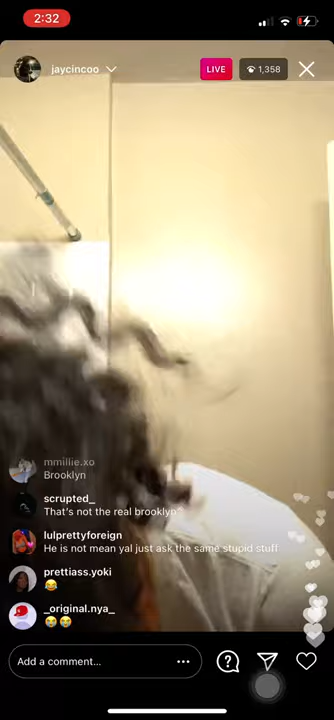 2:32
jaycincoo
LIVE
1,358
mmillie.xo
Brooklyn
scrupted_
That's not the real brooklyn?
lulprettyforeign
He is not mean yal just ask the same stupid stuff
prettiass.yoki
😂
_original.nya_
😭😭
Add a comment...